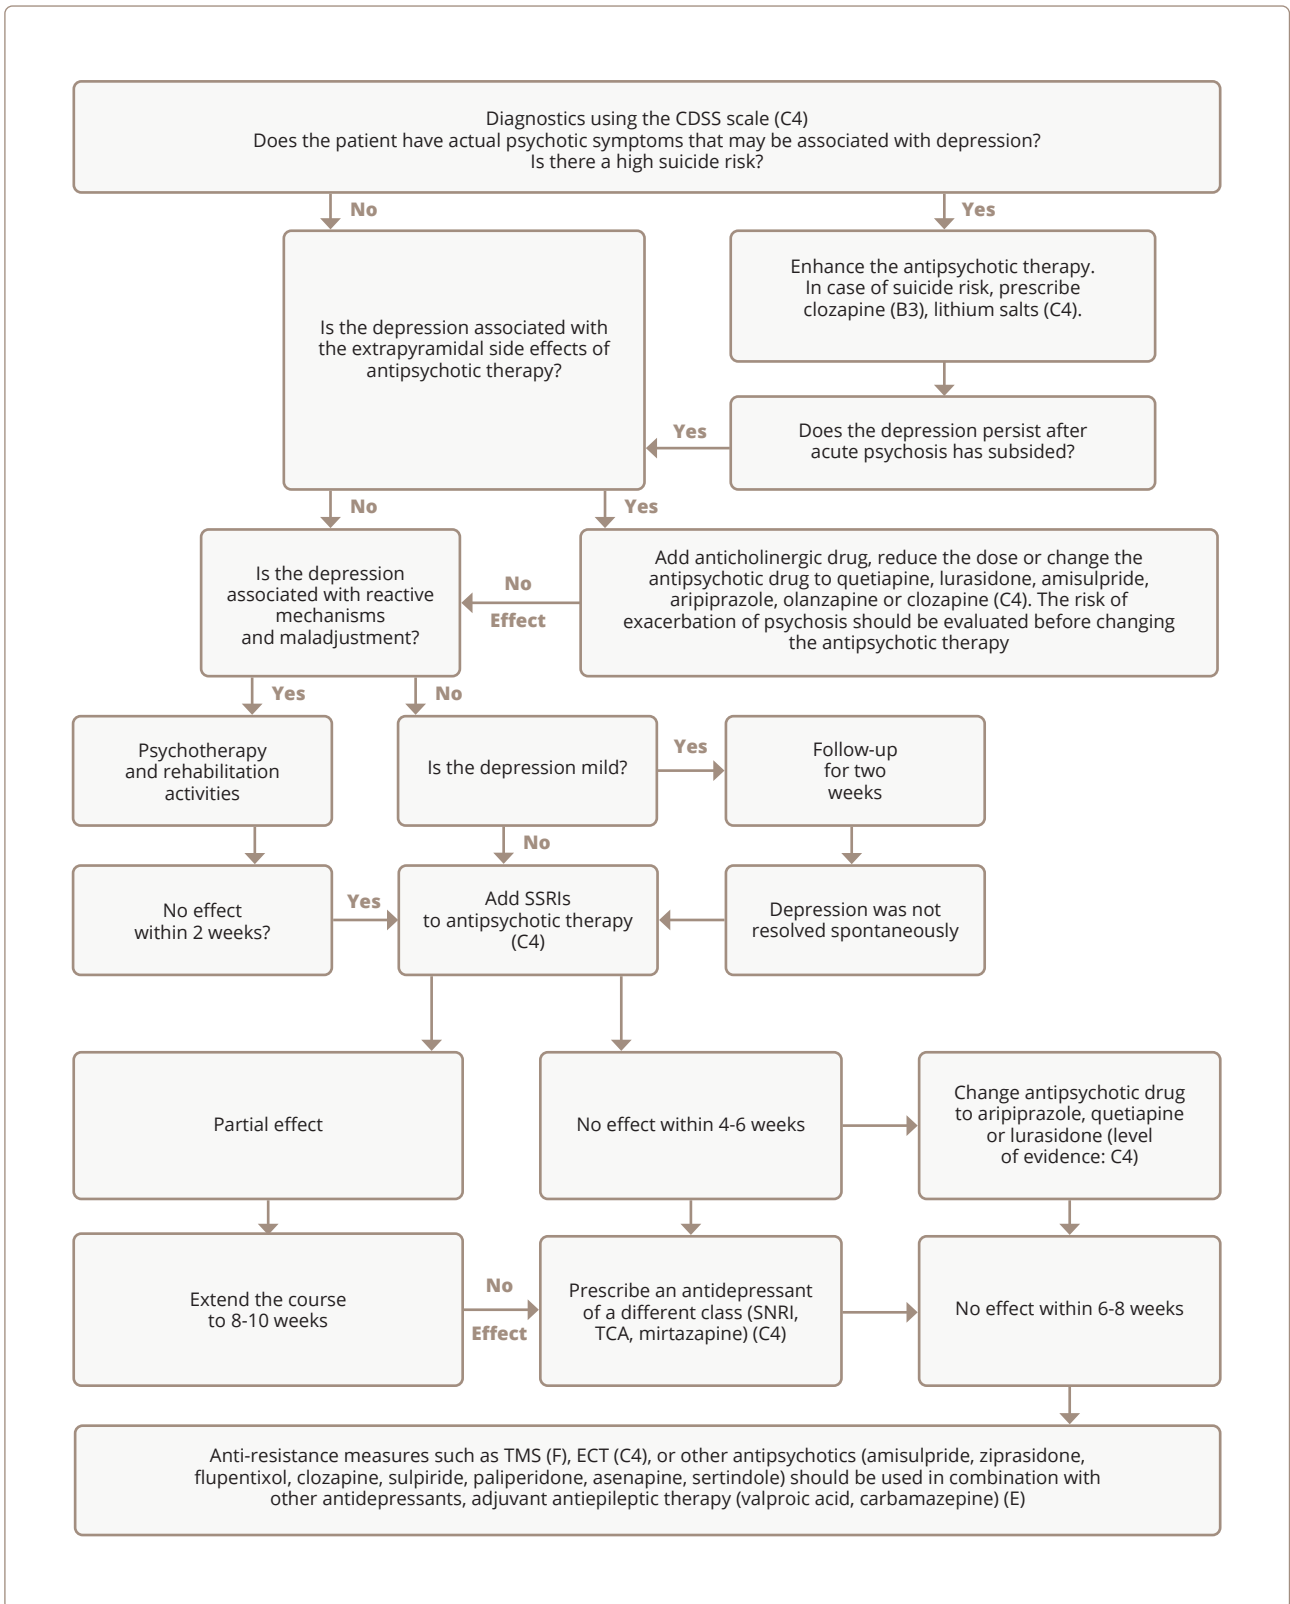 Diagnostics using the CDSS scale (C4)
Does the patient have actual psychotic symptoms that may be associated with depression?
Is there a high suicide risk?
No
Yes
Is the depression associated with
the extrapyramidal side effects of
antipsychotic therapy?
Enhance the antipsychotic therapy.
In case of suicide risk, prescribe
clozapine (B3), lithium salts (C4).
Yes
Does the depression persist after
acute psychosis has subsided?
No
Yes
Is the depression
associated with reactive
mechanisms
and maladjustment?
No
Effect
Add anticholinergic drug, reduce the dose or change the
antipsychotic drug to quetiapine, lurasidone, amisulpride,
aripiprazole, olanzapine or clozapine (C4). The risk of
exacerbation of psychosis should be evaluated before changing
the antipsychotic therapy
Yes
No
Psychotherapy
and rehabilitation
activities
Is the depression mild?
Yes
Follow-up
for two
weeks
No
No effect
within 2 weeks?
Yes
Add SSRIs
to antipsychotic therapy
(C4)
Depression was not
resolved spontaneously
Partial effect
No effect within 4-6 weeks
Change antipsychotic drug
to aripiprazole, quetiapine
or lurasidone (level
of evidence: C4)
Extend the course
to 8-10 weeks
No
Effect
Prescribe an antidepressant
of a different class (SNRI,
TCA, mirtazapine) (C4)
No effect within 6-8 weeks
Anti-resistance measures such as TMS (F), ECT (C4), or other antipsychotics (amisulpride, ziprasidone,
flupentixol, clozapine, sulpiride, paliperidone, asenapine, sertindole) should be used in combination with
other antidepressants, adjuvant antiepileptic therapy (valproic acid, carbamazepine) (E)